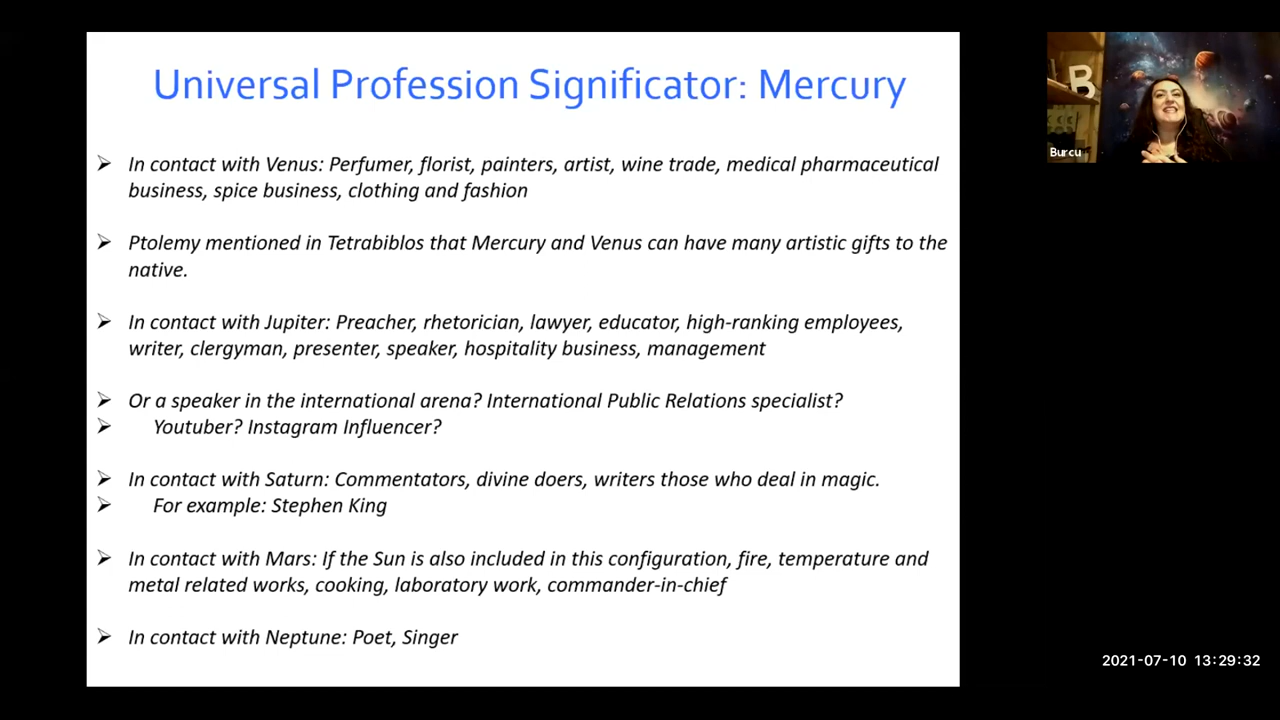 Universal Profession Significator: Mercury
➢ In contact with Venus: Perfumer, florist, painters, artist, wine trade, medical pharmaceutical
business, spice business, clothing and fashion
➢ Ptolemy mentioned in Tetrabiblos that Mercury and Venus can have many artistic gifts to the
native.
➢ In contact with Jupiter: Preacher, rhetorician, lawyer, educator, high-ranking employees,
writer, clergyman, presenter, speaker, hospitality business, management
➢ Or a speaker in the international arena? International Public Relations specialist?
➢ Youtuber? Instagram Influencer?
➢ In contact with Saturn: Commentators, divine doers, writers those who deal in magic.
➢ For example: Stephen King
➢ In contact with Mars: If the Sun is also included in this configuration, fire, temperature and
metal related works, cooking, laboratory work, commander-in-chief
➢ In contact with Neptune: Poet, Singer
B
Burcu
2021-07-10 13:29:32